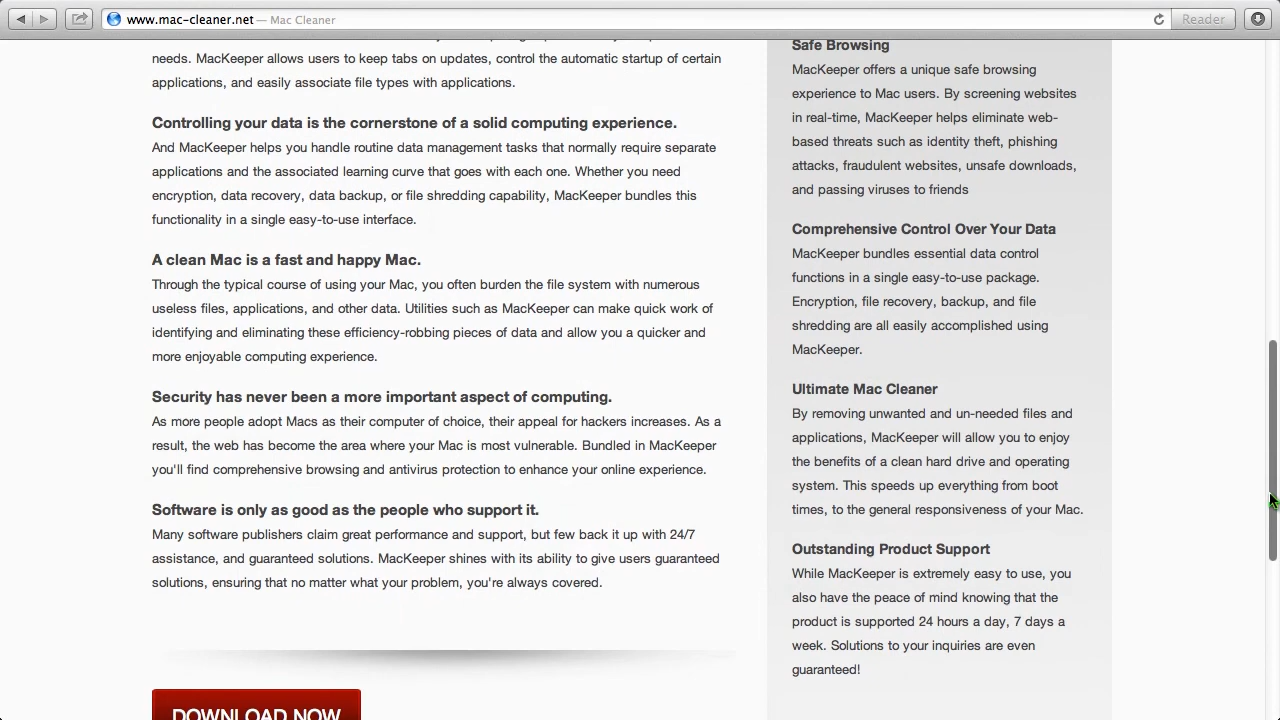 www.mac-cleaner.net — Mac Cleaner
Reader
needs. MacKeeper allows users to keep tabs on updates, control the automatic startup of certain
applications, and easily associate file types with applications.
Controlling your data is the cornerstone of a solid computing experience.
And MacKeeper helps you handle routine data management tasks that normally require separate
applications and the associated learning curve that goes with each one. Whether you need
encryption, data recovery, data backup, or file shredding capability, MacKeeper bundles this
functionality in a single easy-to-use interface.
A clean Mac is a fast and happy Mac.
Through the typical course of using your Mac, you often burden the file system with numerous
useless files, applications, and other data. Utilities such as MacKeeper can make quick work of
identifying and eliminating these efficiency-robbing pieces of data and allow you a quicker and
more enjoyable computing experience.
Security has never been a more important aspect of computing.
As more people adopt Macs as their computer of choice, their appeal for hackers increases. As a
result, the web has become the area where your Mac is most vulnerable. Bundled in MacKeeper
you'll find comprehensive browsing and antivirus protection to enhance your online experience.
Software is only as good as the people who support it.
Many software publishers claim great performance and support, but few back it up with 24/7
assistance, and guaranteed solutions. MacKeeper shines with its ability to give users guaranteed
solutions, ensuring that no matter what your problem, you're always covered.
DOWNLOAD NOW
Safe Browsing
MacKeeper offers a unique safe browsing
experience to Mac users. By screening websites
in real-time, MacKeeper helps eliminate web-
based threats such as identity theft, phishing
attacks, fraudulent websites, unsafe downloads,
and passing viruses to friends
Comprehensive Control Over Your Data
MacKeeper bundles essential data control
functions in a single easy-to-use package.
Encryption, file recovery, backup, and file
shredding are all easily accomplished using
MacKeeper.
Ultimate Mac Cleaner
By removing unwanted and un-needed files and
applications, MacKeeper will allow you to enjoy
the benefits of a clean hard drive and operating
system. This speeds up everything from boot
times, to the general responsiveness of your Mac.
Outstanding Product Support
While MacKeeper is extremely easy to use, you
also have the peace of mind knowing that the
product is supported 24 hours a day, 7 days a
week. Solutions to your inquiries are even
guaranteed!